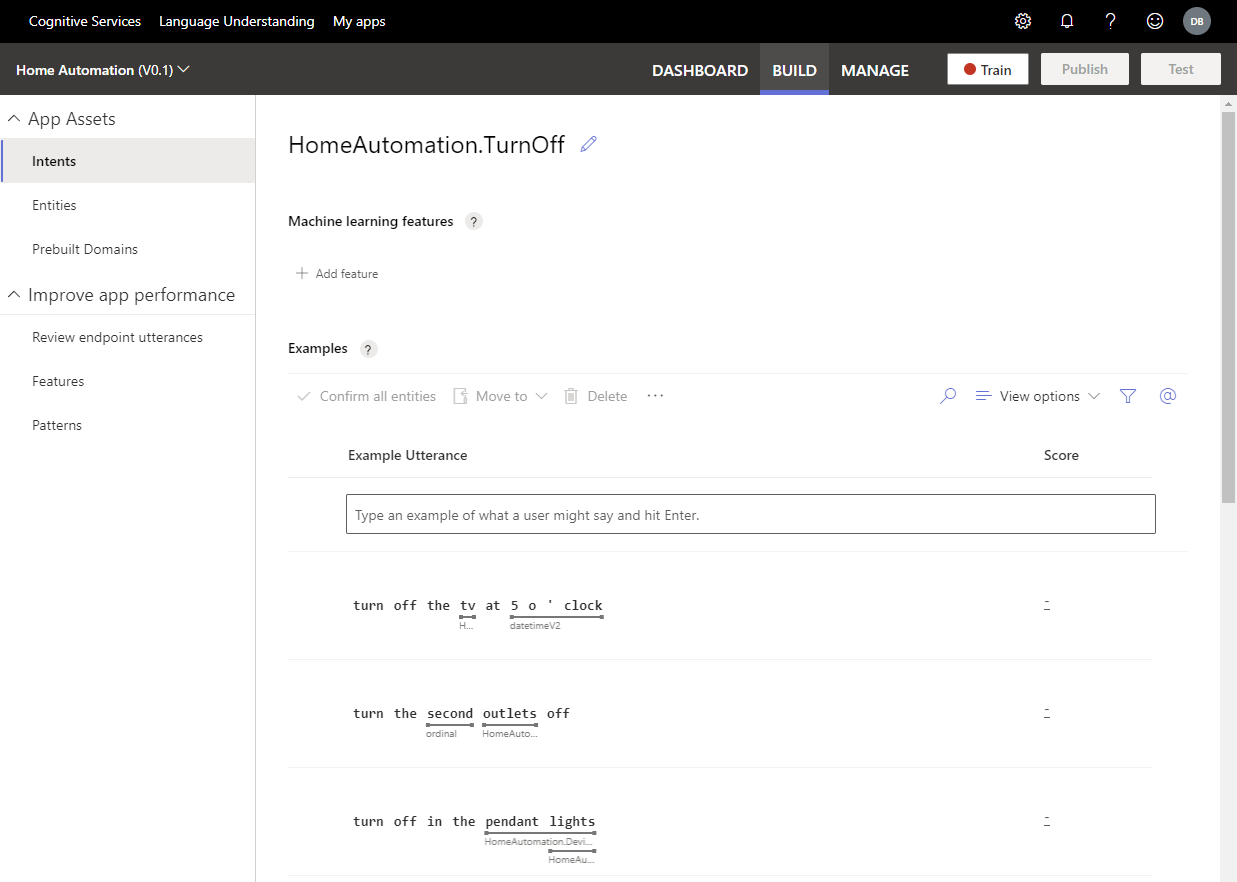 Cognitive Services Language Understanding My apps ? DB
Home Automation (V0.1) DASHBOARD BUILD MANAGE Train Publish Test
App Assets
Intents
Entities
Prebuilt Domains
Improve app performance
Review endpoint utterances
Features
Patterns
HomeAutomation.TurnOff
Machine learning features ?
+ Add feature
Examples ?
Confirm all entities Move to Delete ... View options @
Example Utterance Score
Type an example of what a user might say and hit Enter.
turn off the tv at 5 o ' clock -
H... datetimeV2
turn the second outlets off -
ordinal HomeAuto...
turn off in the pendant lights -
HomeAutomation.Devi...
HomeAu...